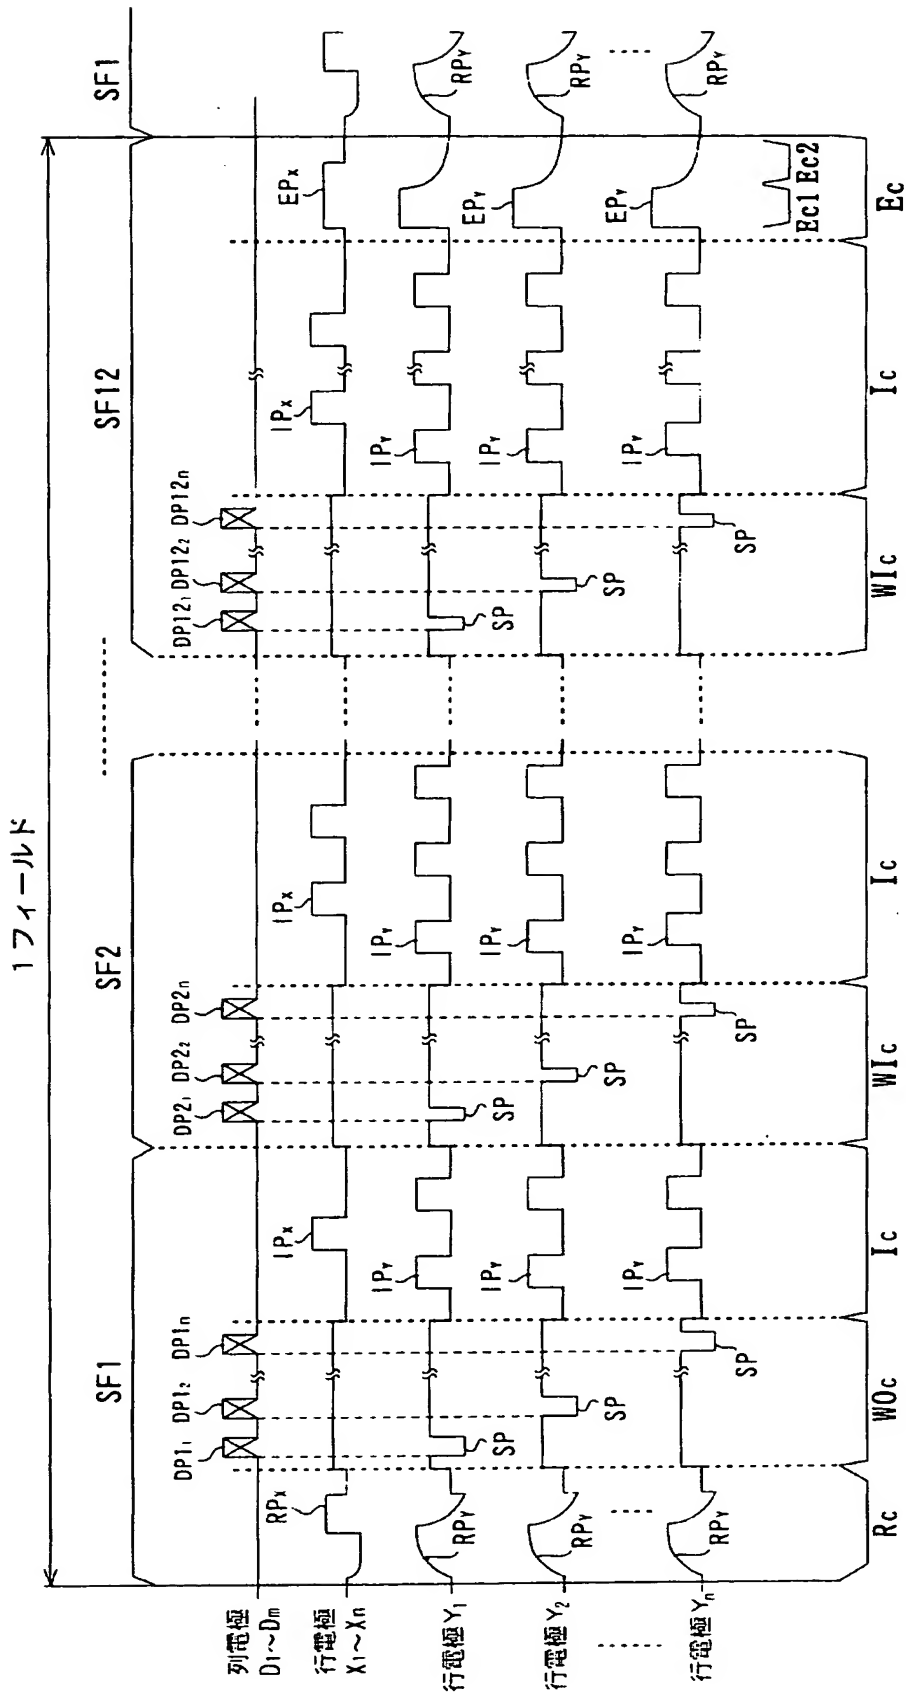 1フィールド
SF1 SF2 ........ SF12 SF1
DP1₁ DP1₂ DP1n DP2₁ DP2₂ DP2n DP12₁ DP12₂ DP12n
列電極
D₁〜Dm
行電極
X₁〜Xn
RPx IPx IPx IPx EPx
行電極 Y₁
RPY SP IPY SP IPY SP IPY RPY
行電極 Y₂
RPY SP IPY SP IPY SP IPY EPY RPY
行電極 Yn
RPY SP IPY SP IPY SP IPY EPY RPY
Ec1 Ec2
Rc W0c Ic WIc Ic WIc Ic Ec